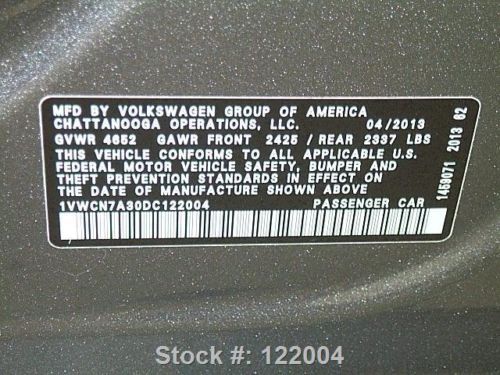 MFD BY VOLKSWAGEN GROUP OF AMERICA
CHATTANOOGA OPERATIONS, LLC. 04/2013
GVWR 4652 GAWR FRONT 2425 / REAR 2337 LBS
THIS VEHICLE CONFORMS TO ALL APPLICABLE U.S.
FEDERAL MOTOR VEHICLE SAFETY, BUMPER AND
THEFT PREVENTION STANDARDS IN EFFECT ON
THE DATE OF MANUFACTURE SHOWN ABOVE
1VWCN7A30DC122004 PASSENGER CAR
1459071 2013 62
Stock #: 122004